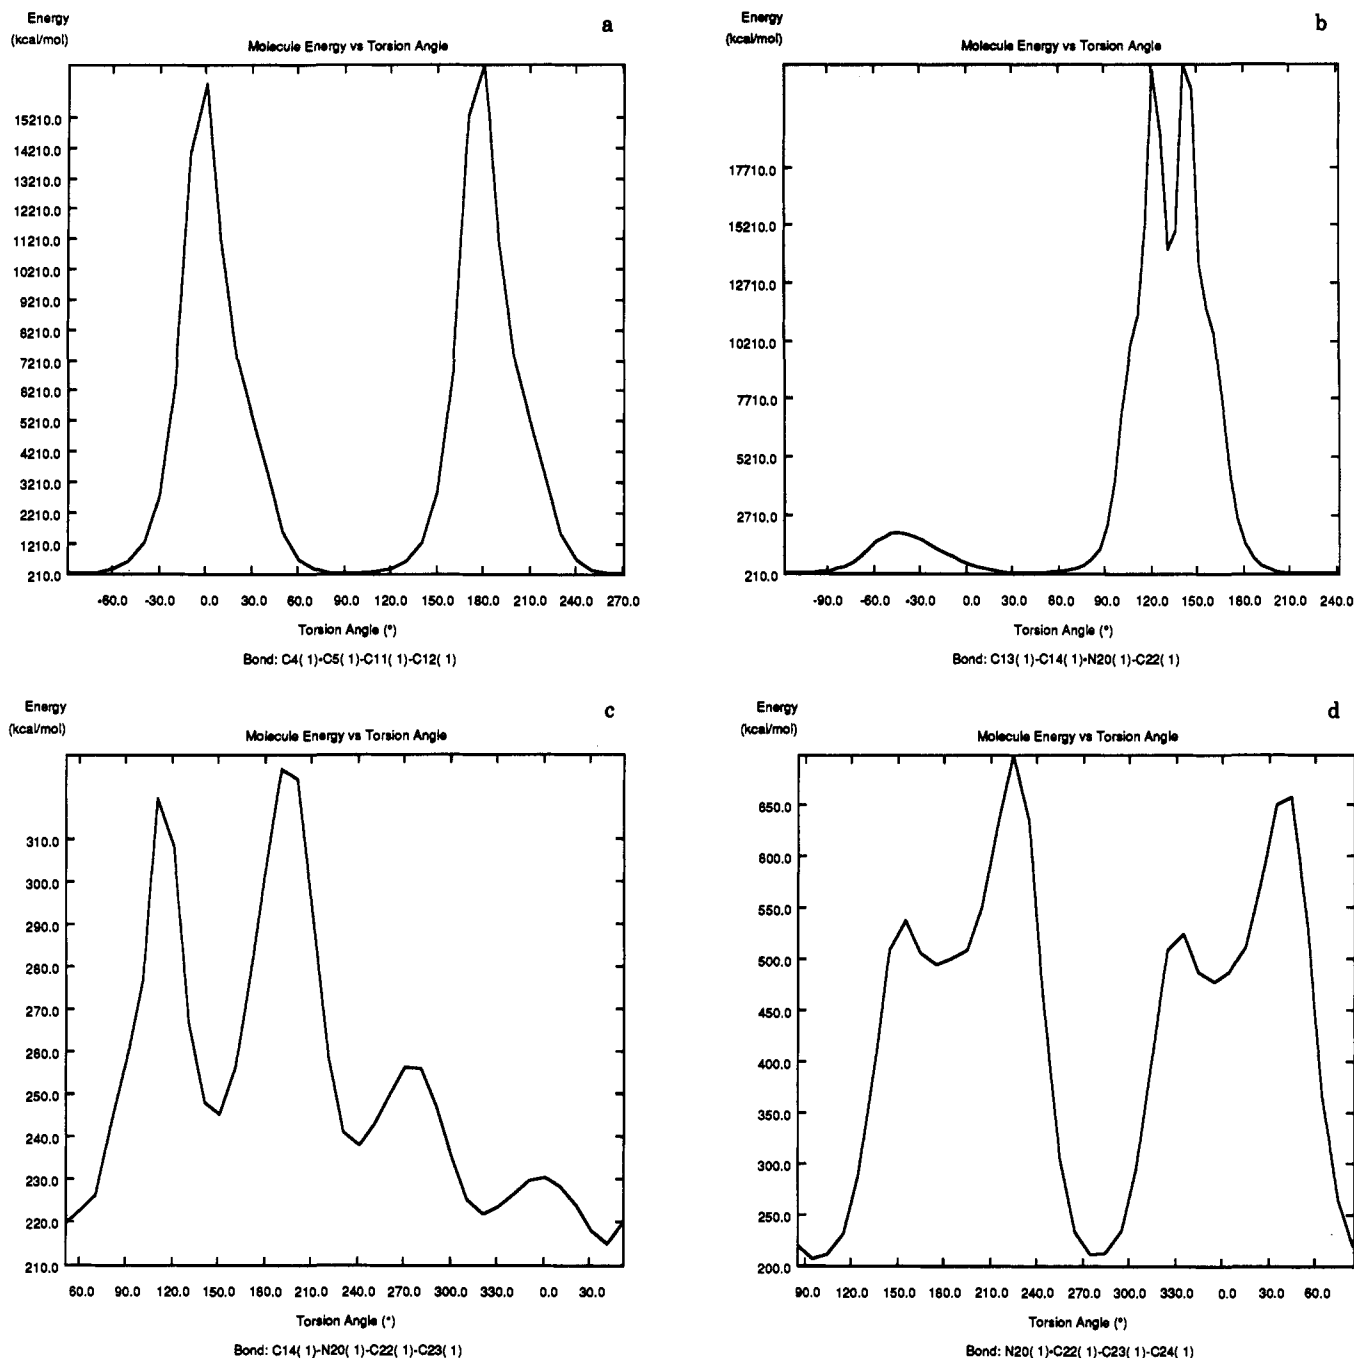 Energy
(kcal/mol)
a
Molecule Energy vs Torsion Angle
15210.0
14210.0
13210.0
12210.0
11210.0
10210.0
9210.0
8210.0
7210.0
6210.0
5210.0
4210.0
3210.0
2210.0
1210.0
210.0
-60.0 -30.0 0.0 30.0 60.0 90.0 120.0 150.0 180.0 210.0 240.0 270.0
Torsion Angle (°)
Bond: C4( 1)•C5( 1)-C11( 1)-C12( 1)
Energy
(kcal/mol)
b
Molecule Energy vs Torsion Angle
17710.0
15210.0
12710.0
10210.0
7710.0
5210.0
2710.0
210.0
-90.0 -60.0 -30.0 0.0 30.0 60.0 90.0 120.0 150.0 180.0 210.0 240.0
Torsion Angle (°)
Bond: C13( 1)-C14( 1)•N20( 1)-C22( 1)
Energy
(kcal/mol)
c
Molecule Energy vs Torsion Angle
310.0
300.0
290.0
280.0
270.0
260.0
250.0
240.0
230.0
220.0
210.0
60.0 90.0 120.0 150.0 180.0 210.0 240.0 270.0 300.0 330.0 0.0 30.0
Torsion Angle (°)
Bond: C14( 1)-N20( 1)-C22( 1)-C23( 1)
Energy
(kcal/mol)
d
Molecule Energy vs Torsion Angle
650.0
600.0
550.0
500.0
450.0
400.0
350.0
300.0
250.0
200.0
90.0 120.0 150.0 180.0 210.0 240.0 270.0 300.0 330.0 0.0 30.0 60.0
Torsion Angle (°)
Bond: N20( 1)•C22( 1)-C23( 1)-C24( 1)